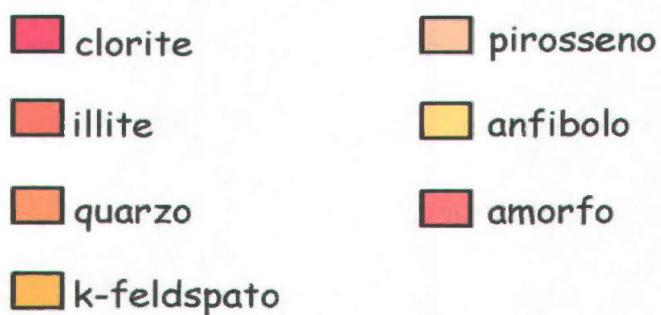 clorite
illite
quarzo
k-feldspato
pirosseno
anfibolo
amorfo